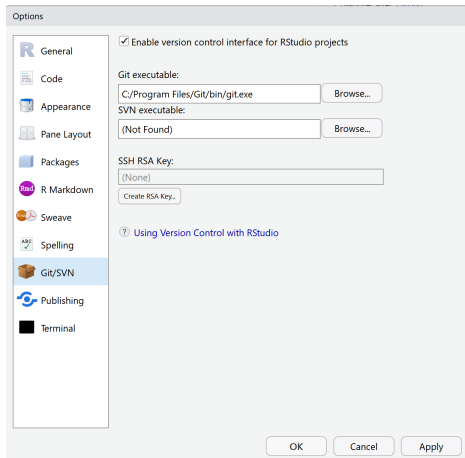 Options
R General
Code
Appearance
Pane Layout
Packages
Rmd R Markdown
Sweave
ABC Spelling
Git/SVN
Publishing
Terminal
Enable version control interface for RStudio projects
Git executable:
C:/Program Files/Git/bin/git.exe Browse...
SVN executable:
(Not Found) Browse...
SSH RSA Key:
(None)
Create RSA Key...
? Using Version Control with RStudio
OK Cancel Apply